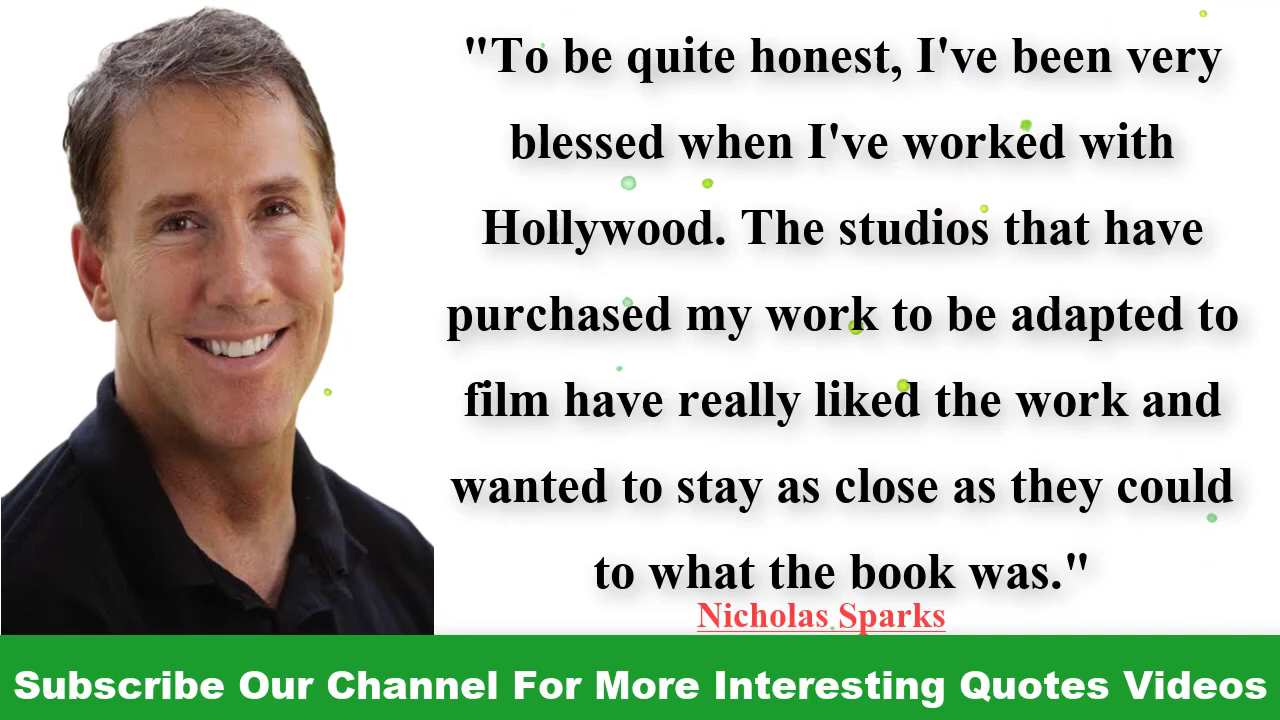 "To be quite honest, I've been very
blessed when I've worked with
Hollywood. The studios that have
purchased my work to be adapted to
film have really liked the work and
wanted to stay as close as they could
to what the book was."
Nicholas Sparks
Subscribe Our Channel For More Interesting Quotes Videos